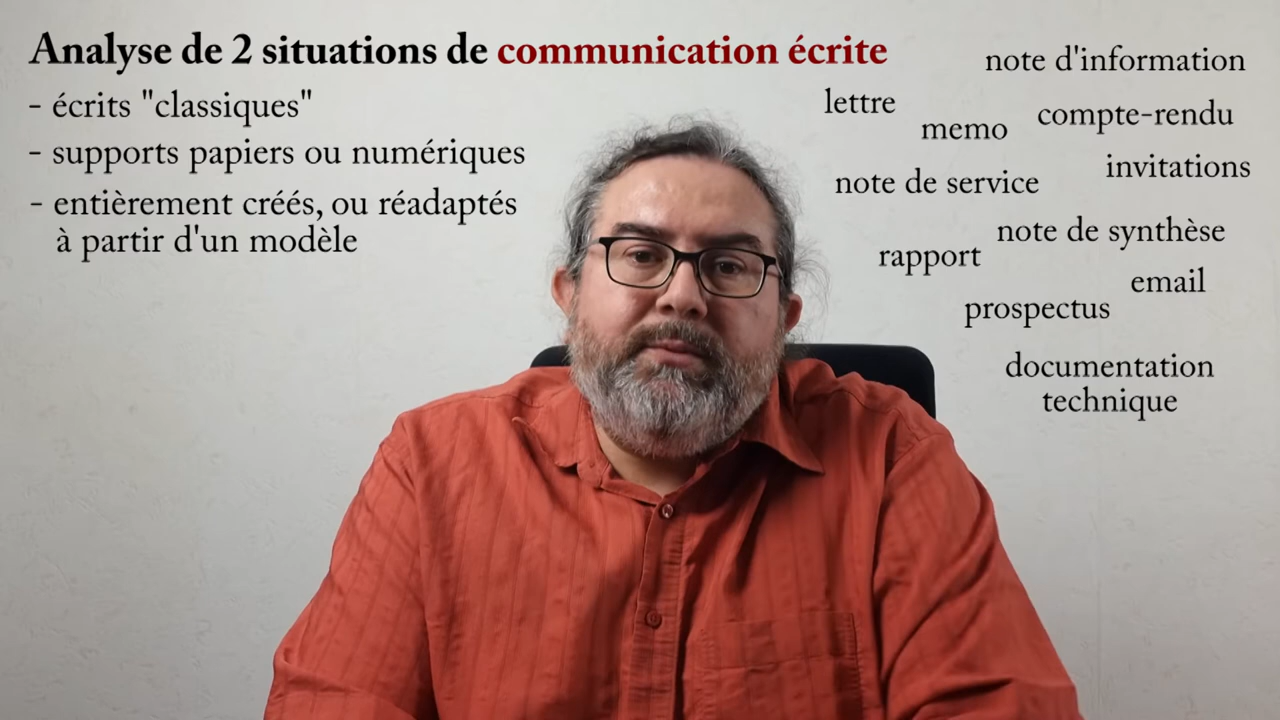 Analyse de 2 situations de communication écrite
- écrits "classiques"
- supports papiers ou numériques
- entièrement créés, ou réadaptés
à partir d'un modèle
note d'information
lettre
memo
compte-rendu
invitations
note de service
note de synthèse
rapport
email
prospectus
documentation
technique